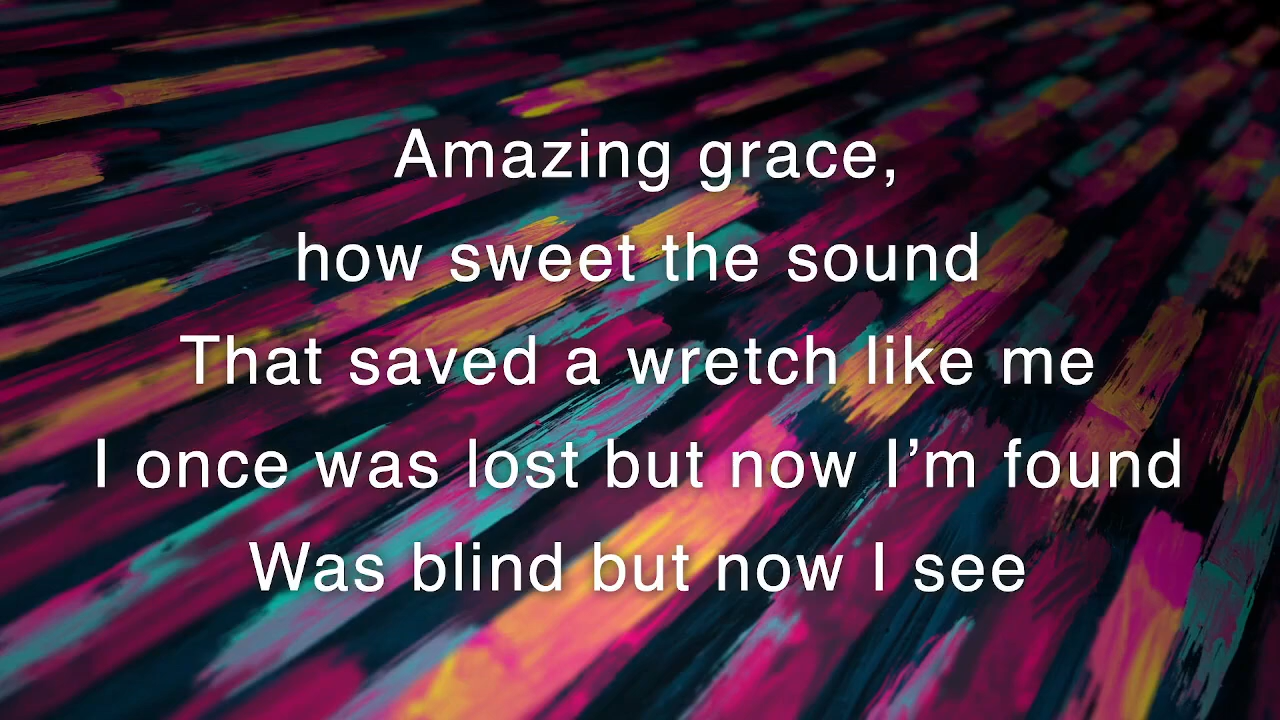 Amazing grace,
how sweet the sound
That saved a wretch like me
I once was lost but now I’m found
Was blind but now I see